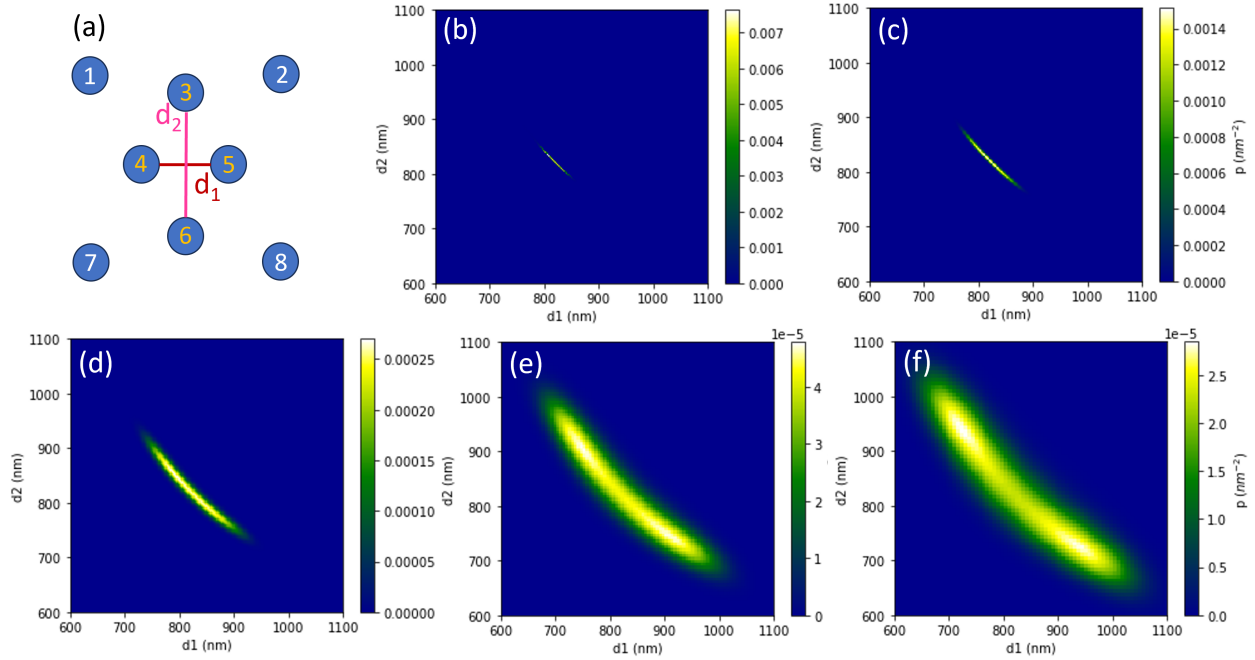 (a)
1
2
3
d2
4
5
d1
6
7
8
(b)
1100
1000
900
800
700
600
d2 (nm)
600 700 800 900 1000 1100
d1 (nm)
0.007
0.006
0.005
0.004
0.003
0.002
0.001
0.000
(c)
1100
1000
900
800
700
600
d2 (nm)
600 700 800 900 1000 1100
d1 (nm)
0.0014
0.0012
0.0010
0.0008
0.0006
0.0004
0.0002
0.0000
p (nm⁻²)
(d)
1100
1000
900
800
700
600
d2 (nm)
600 700 800 900 1000 1100
d1 (nm)
0.00025
0.00020
0.00015
0.00010
0.00005
0.00000
(e)
1100
1000
900
800
700
600
d2 (nm)
600 700 800 900 1000 1100
d1 (nm)
1e−5
4
3
2
1
0
(f)
1100
1000
900
800
700
600
d2 (nm)
600 700 800 900 1000 1100
d1 (nm)
1e−5
2.5
2.0
1.5
1.0
0.5
0.0
p (nm⁻²)